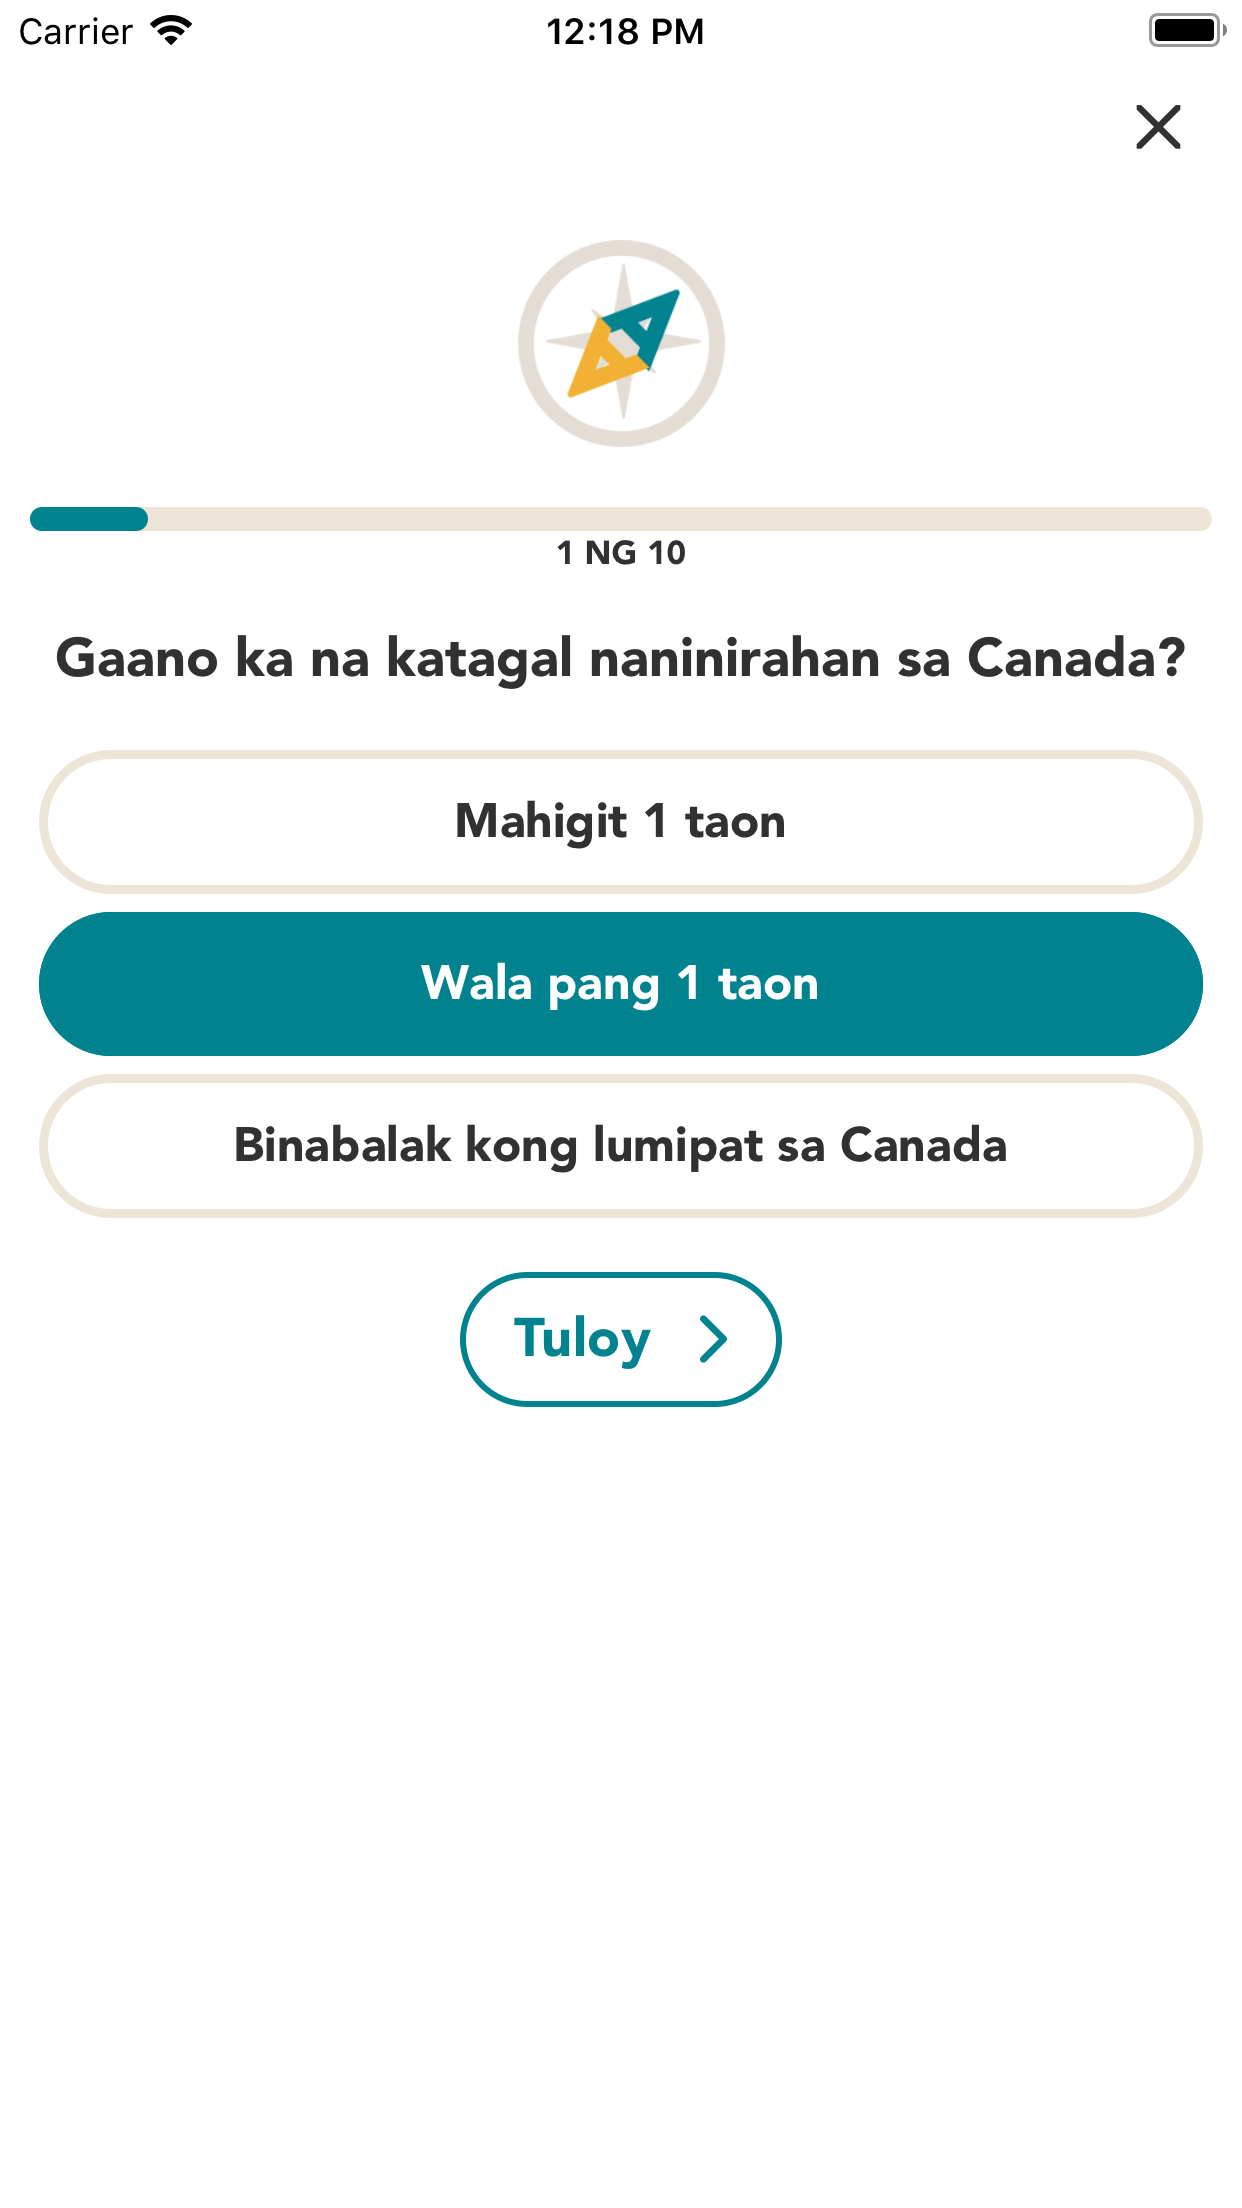 Carrier
12:18 PM
1 NG 10
Gaano ka na katagal naninirahan sa Canada?
Mahigit 1 taon
Wala pang 1 taon
Binabalak kong lumipat sa Canada
Tuloy